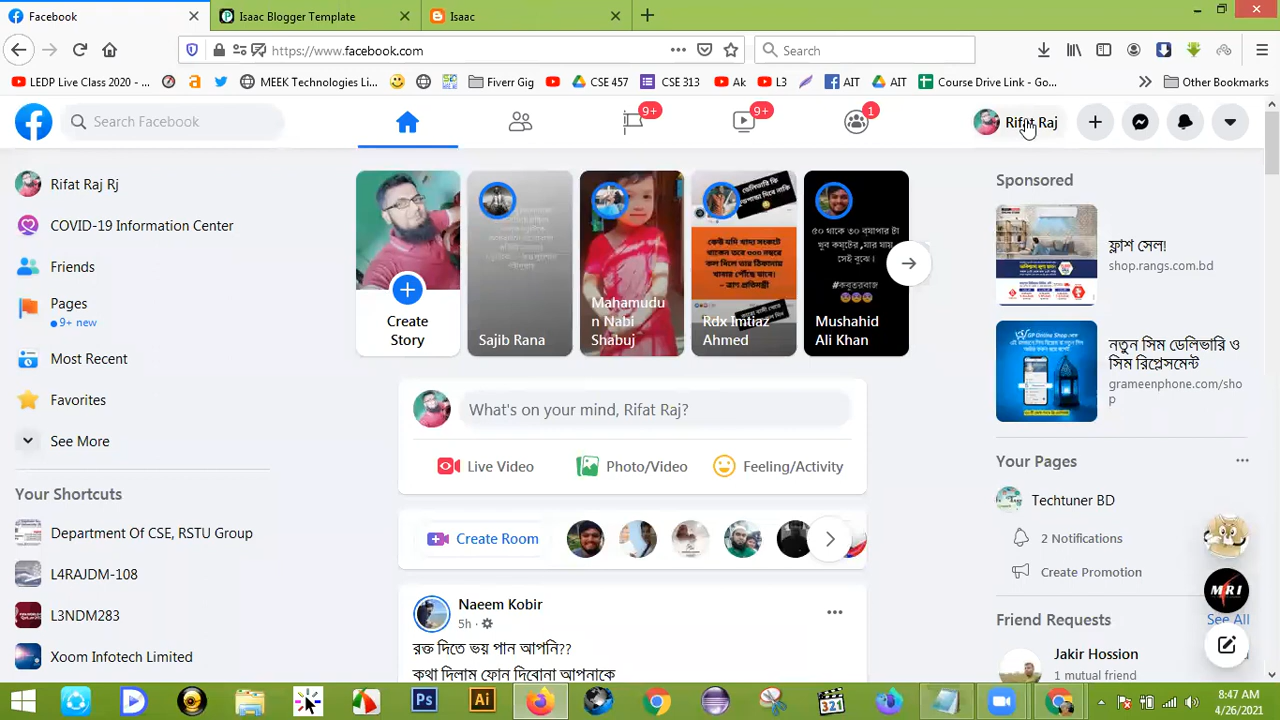 Facebook
Isaac Blogger Template
Isaac
https://www.facebook.com
Search
LEDP Live Class 2020 - ...
MEEK Technologies Li...
Fiverr Gig
CSE 457
CSE 313
Ak
L3
AIT
AIT
Course Drive Link - Go...
Other Bookmarks
Search Facebook
9+
9+
1
Rifat Raj
Rifat Raj Rj
COVID-19 Information Center
Friends
Pages
9+ new
Most Recent
Favorites
See More
Your Shortcuts
Department Of CSE, RSTU Group
L4RAJDM-108
L3NDM283
Xoom Infotech Limited
Create
Story
Sajib Rana
Mahamudu
n Nabi
Shabuj
Rdx Imtiaz
Ahmed
Mushahid
Ali Khan
What's on your mind, Rifat Raj?
Live Video
Photo/Video
Feeling/Activity
Create Room
Naeem Kobir
5h
রক্ত দিতে ভয় পান আপনি??
কথা দিলাম ফোন দিবোনা আপনাকে
Sponsored
ফ্লাশ সেল!
shop.rangs.com.bd
নতুন সিম ডেলিভারি ও
সিম রিপ্লেসমেন্ট
grameenphone.com/sho
p
Your Pages
Techtuner BD
2 Notifications
Create Promotion
MRI
Friend Requests
See All
Jakir Hossion
1 mutual friend
Ps
Ai
321
8:47 AM
4/26/2021